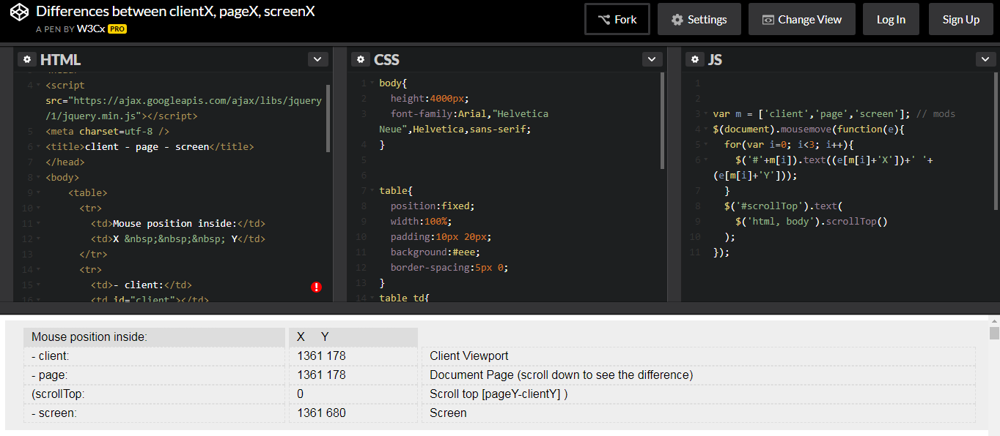 Differences between clientX, pageX, screenX
A PEN BY W3Cx PRO
Fork
Settings
Change View
Log In
Sign Up
HTML
4 <script
src="https://ajax.googleapis.com/ajax/libs/jquery
/1/jquery.min.js"></script>
5 <meta charset=utf-8 />
6 <title>client - page - screen</title>
7 </head>
8 <body>
9 <table>
10 <tr>
11 <td>Mouse position inside:</td>
12 <td>X &nbsp;&nbsp;&nbsp; Y</td>
13 </tr>
14 <tr>
15 <td>- client:</td>
16 <td id="client"></td>
CSS
1 body{
2 height:4000px;
3 font-family:Arial,"Helvetica
Neue",Helvetica,sans-serif;
4 }
5
6
7 table{
8 position:fixed;
9 width:100%;
10 padding:10px 20px;
11 background:#eee;
12 border-spacing:5px 0;
13 }
14 table td{
JS
1
2
3 var m = ['client','page','screen']; // mods
4 $(document).mousemove(function(e){
5 for(var i=0; i<3; i++){
6 $('#'+m[i]).text((e[m[i]+'X'])+' '+
(e[m[i]+'Y']));
7 }
8 $('#scrollTop').text(
9 $('html, body').scrollTop()
10 );
11 });
Mouse position inside: X Y
- client: 1361 178 Client Viewport
- page: 1361 178 Document Page (scroll down to see the difference)
(scrollTop: 0 Scroll top [pageY-clientY] )
- screen: 1361 680 Screen